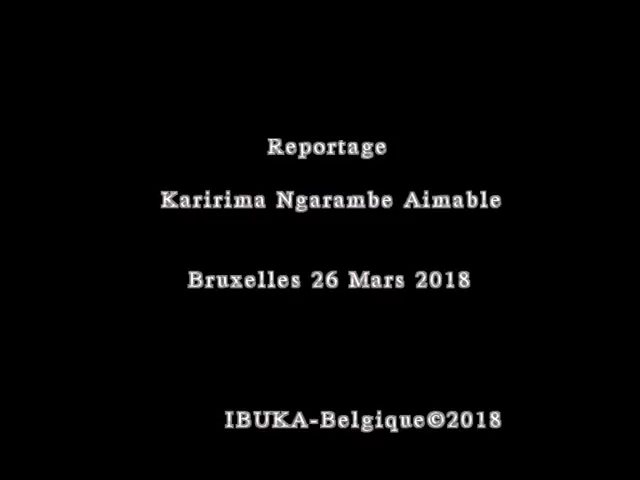 Reportage
Karirima Ngarambe Aimable
Bruxelles 26 Mars 2018
IBUKA-Belgique©2018